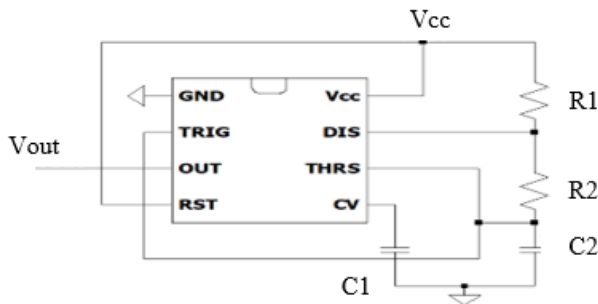 Vcc
GND Vcc
R1
TRIG DIS
Vout
OUT THRS
R2
RST CV
C2
C1